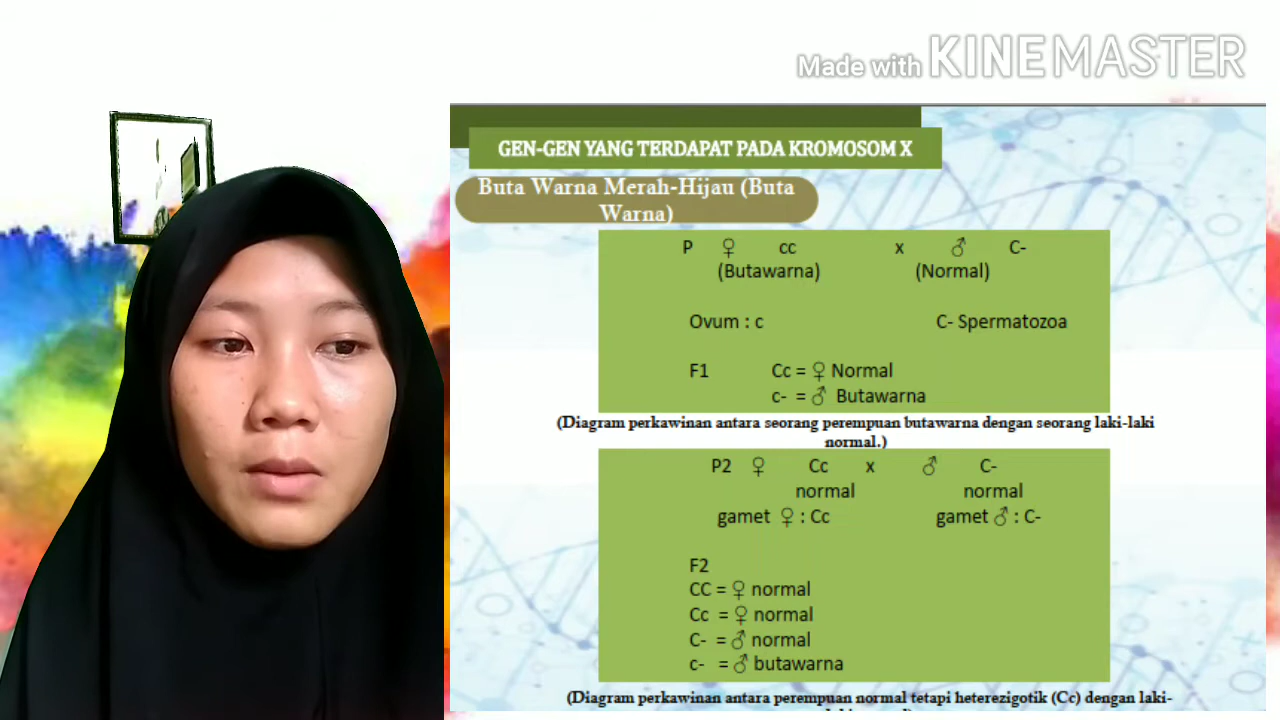 Made with KINEMASTER
GEN-GEN YANG TERDAPAT PADA KROMOSOM X
Buta Warna Merah-Hijau (Buta
Warna)
P ♀ cc x ♂ C-
(Butawarna) (Normal)
Ovum : c C- Spermatozoa
F1 Cc = ♀ Normal
c- = ♂ Butawarna
(Diagram perkawinan antara seorang perempuan butawarna dengan seorang laki-laki
normal.)
P2 ♀ Cc x ♂ C-
normal normal
gamet ♀ : Cc gamet ♂ : C-
F2
CC = ♀ normal
Cc = ♀ normal
C- = ♂ normal
c- = ♂ butawarna
(Diagram perkawinan antara perempuan normal tetapi heterezigotik (Cc) dengan laki-